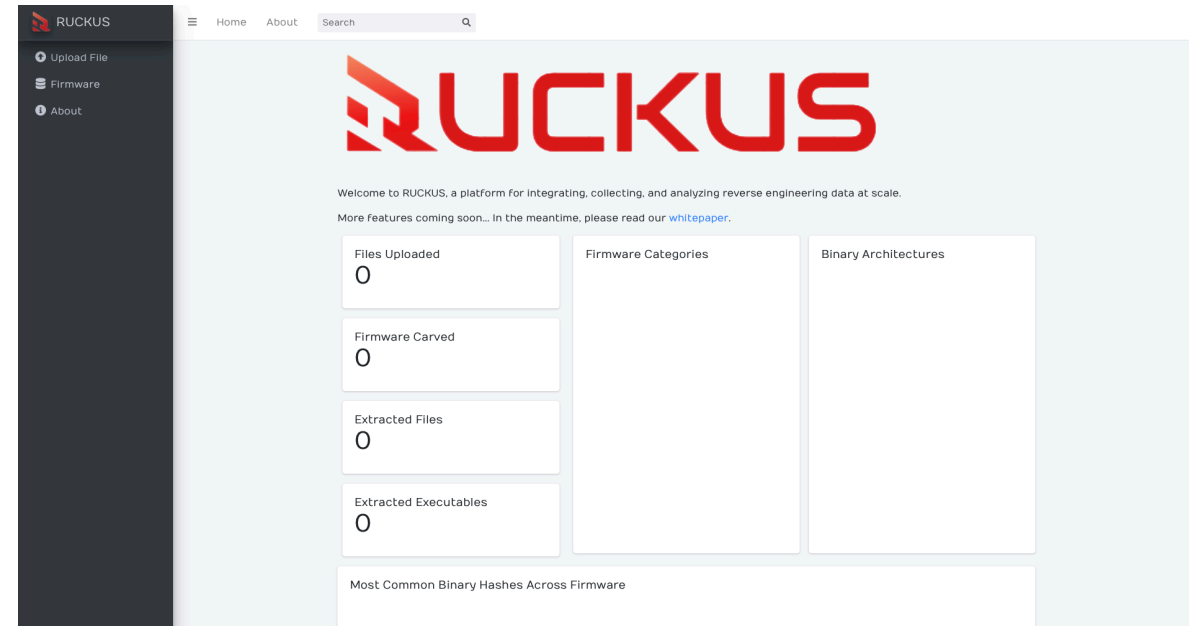 RUCKUS
Home About Search
Upload File
Firmware
About
RUCKUS
Welcome to RUCKUS, a platform for integrating, collecting, and analyzing reverse engineering data at scale.
More features coming soon... In the meantime, please read our whitepaper.
Files Uploaded
0
Firmware Carved
0
Extracted Files
0
Extracted Executables
0
Firmware Categories
Binary Architectures
Most Common Binary Hashes Across Firmware